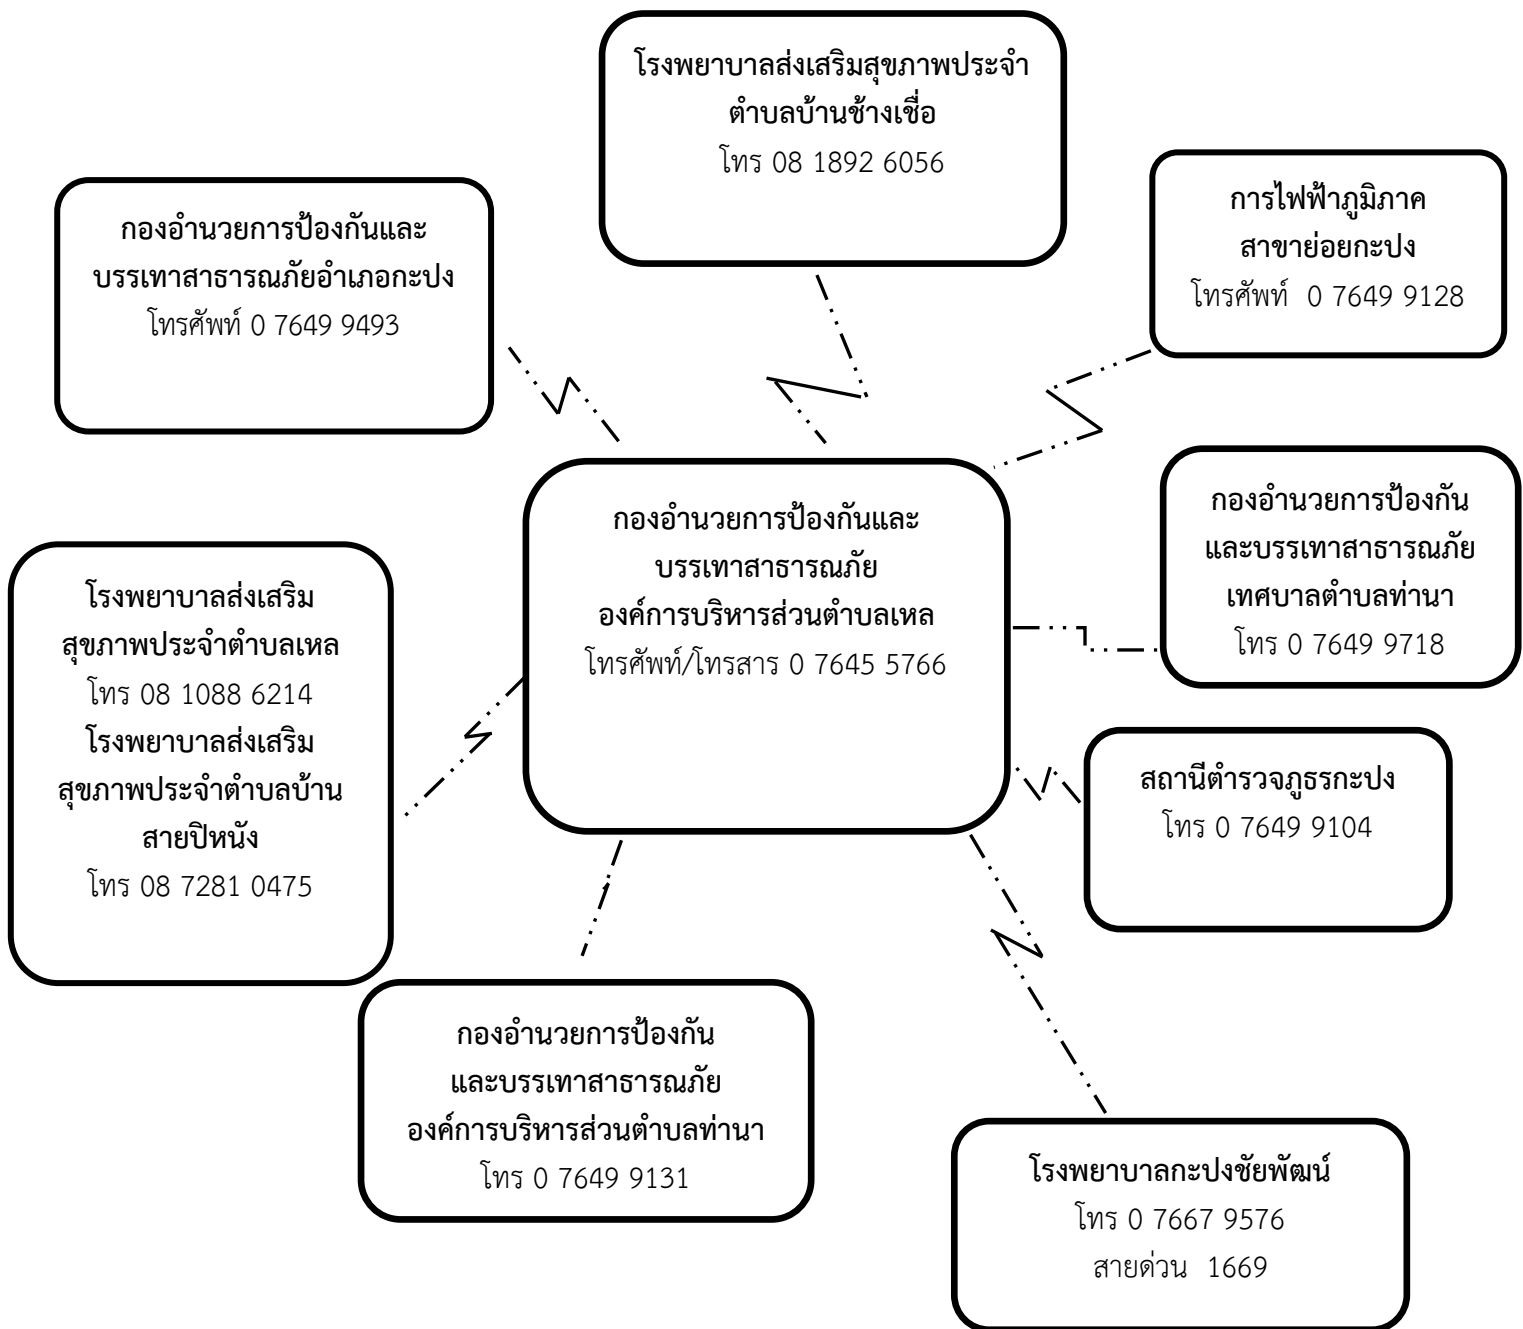 โรงพยาบาลส่งเสริมสุขภาพประจำ
ตำบลบ้านช้างเชื่อ
โทร 08 1892 6056
การไฟฟ้าภูมิภาค
สาขาย่อยกะปง
โทรศัพท์ 0 7649 9128
กองอำนวยการป้องกันและ
บรรเทาสาธารณภัยอำเภอกะปง
โทรศัพท์ 0 7649 9493
กองอำนวยการป้องกันและ
บรรเทาสาธารณภัย
องค์การบริหารส่วนตำบลเหล
โทรศัพท์/โทรสาร 0 7645 5766
กองอำนวยการป้องกัน
และบรรเทาสาธารณภัย
เทศบาลตำบลท่านา
โทร 0 7649 9718
โรงพยาบาลส่งเสริม
สุขภาพประจำตำบลเหล
โทร 08 1088 6214
โรงพยาบาลส่งเสริม
สุขภาพประจำตำบลบ้าน
สายปิหนัง
โทร 08 7281 0475
สถานีตำรวจภูธรกะปง
โทร 0 7649 9104
กองอำนวยการป้องกัน
และบรรเทาสาธารณภัย
องค์การบริหารส่วนตำบลท่านา
โทร 0 7649 9131
โรงพยาบาลกะปงชัยพัฒน์
โทร 0 7667 9576
สายด่วน 1669